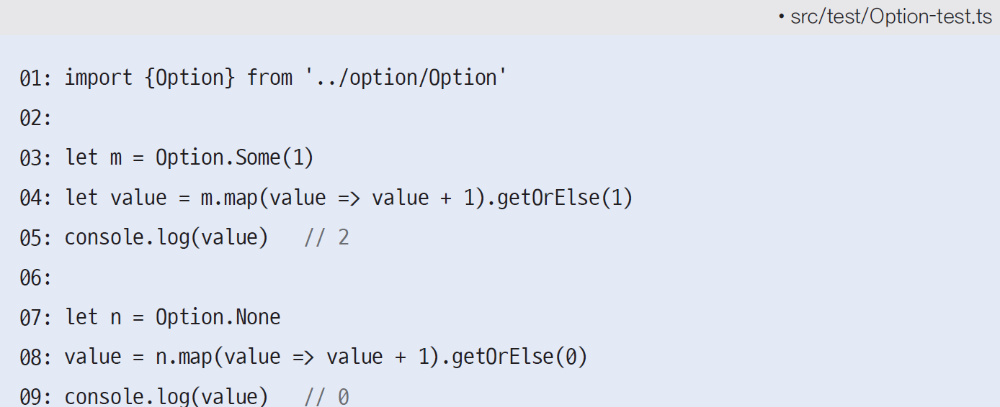 • src/test/Option-test.ts
01: import {Option} from '../option/Option'
02:
03: let m = Option.Some(1)
04: let value = m.map(value => value + 1).getOrElse(1)
05: console.log(value)   // 2
06:
07: let n = Option.None
08: value = n.map(value => value + 1).getOrElse(0)
09: console.log(value)   // 0